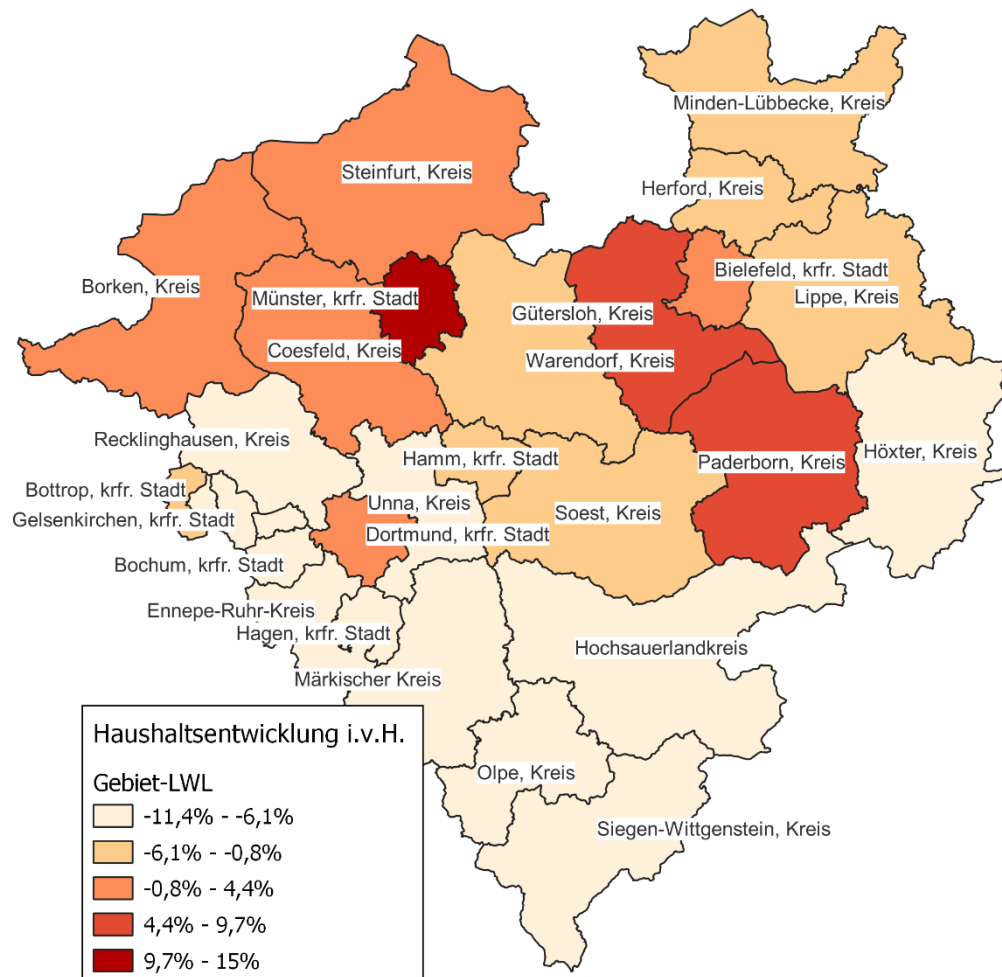 Minden-Lübbecke, Kreis
Steinfurt, Kreis
Herford, Kreis
Borken, Kreis
Münster, krfr. Stadt
Bielefeld, krfr. Stadt
Lippe, Kreis
Gütersloh, Kreis
Coesfeld, Kreis
Warendorf, Kreis
Recklinghausen, Kreis
Hamm, krfr. Stadt
Paderborn, Kreis
Höxter, Kreis
Bottrop, krfr. Stadt
Unna, Kreis
Soest, Kreis
Gelsenkirchen, krfr. Stadt
Dortmund, krfr. Stadt
Bochum, krfr. Stadt
Ennepe-Ruhr-Kreis
Hagen, krfr. Stadt
Hochsauerlandkreis
Märkischer Kreis
Olpe, Kreis
Siegen-Wittgenstein, Kreis
Haushaltsentwicklung i.v.H.
Gebiet-LWL
-11,4% - -6,1%
-6,1% - -0,8%
-0,8% - 4,4%
4,4% - 9,7%
9,7% - 15%